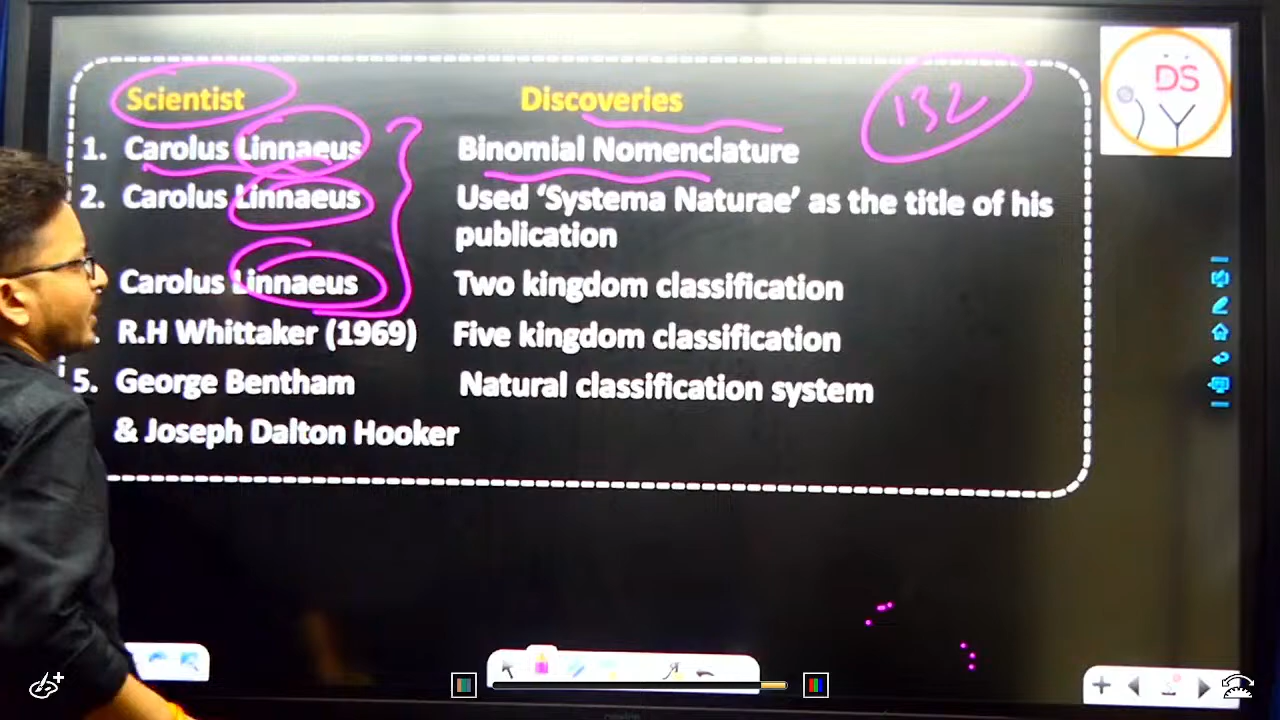 Scientist Discoveries 132
1. Carolus Linnaeus Binomial Nomenclature
2. Carolus Linnaeus Used ‘Systema Naturae’ as the title of his
publication
Carolus Linnaeus Two kingdom classification
R.H Whittaker (1969) Five kingdom classification
5. George Bentham Natural classification system
& Joseph Dalton Hooker
DS
Y